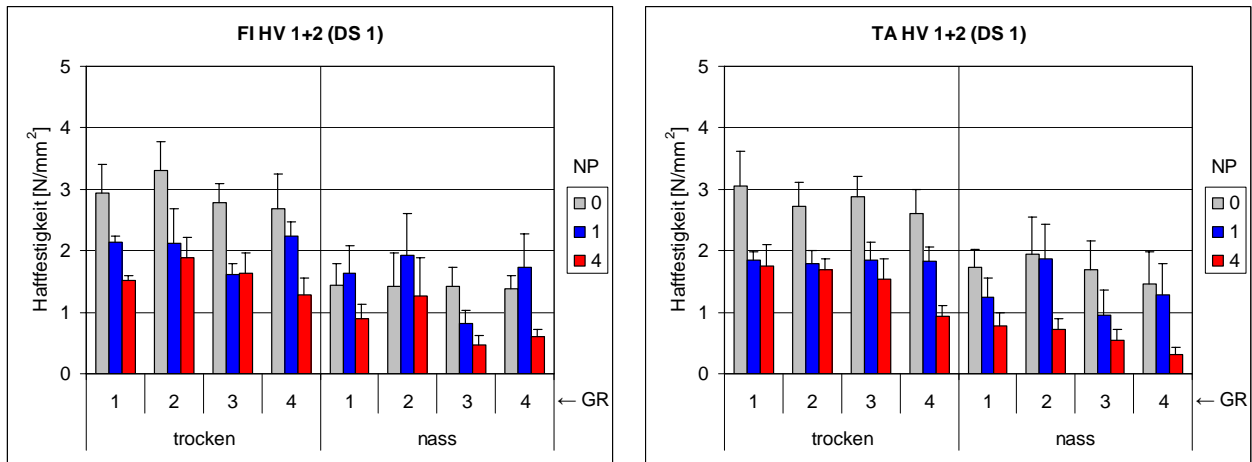 FI HV 1+2 (DS 1)
Haftfestigkeit [N/mm²]
5
4
3
2
1
0
NP
0
1
4
1 2 3 4 1 2 3 4 ← GR
trocken nass
TA HV 1+2 (DS 1)
Haftfestigkeit [N/mm²]
5
4
3
2
1
0
NP
0
1
4
1 2 3 4 1 2 3 4 ← GR
trocken nass